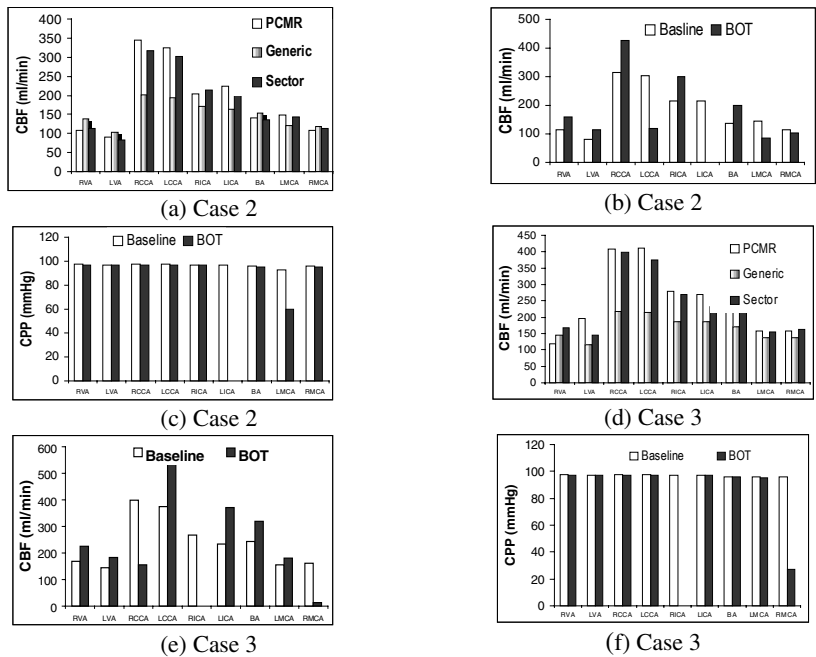 CBF (ml/min)
400
350
300
250
200
150
100
50
0
PCMR
Generic
Sector
RVA LVA RCCA LCCA RICA LICA BA LMCA RMCA
(a) Case 2
CBF (ml/min)
500
400
300
200
100
0
Basline BOT
RVA LVA RCCA LCCA RICA LICA BA LMCA RMCA
(b) Case 2
CPP (mmHg)
120
100
80
60
40
20
0
Baseline BOT
RVA LVA RCCA LCCA RICA LICA BA LMCA RMCA
(c) Case 2
CBF (ml/min)
450
400
350
300
250
200
150
100
50
0
PCMR
Generic
Sector
RVA LVA RCCA LCCA RICA LICA BA LMCA RMCA
(d) Case 3
CBF (ml/min)
600
500
400
300
200
100
0
Baseline BOT
RVA LVA RCCA LCCA RICA LICA BA LMCA RMCA
(e) Case 3
CPP (mmHg)
120
100
80
60
40
20
0
Baseline BOT
RVA LVA RCCA LCCA RICA LICA BA LMCA RMCA
(f) Case 3